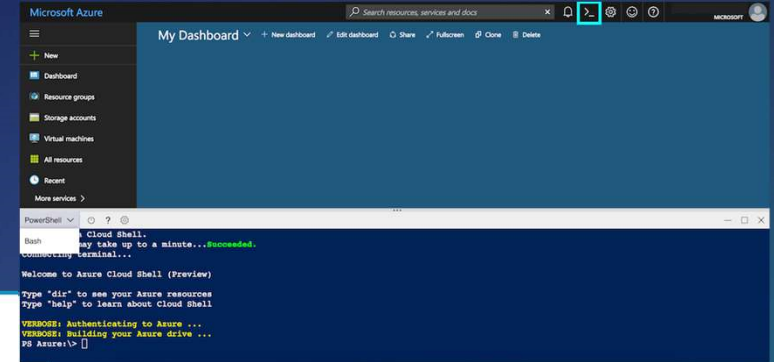 Microsoft Azure
Search resources, services and docs
MICROSOFT
My Dashboard
+ New dashboard
Edit dashboard
Share
Fullscreen
Clone
Delete
New
Dashboard
Resource groups
Storage accounts
Virtual machines
All resources
Recent
More services >
PowerShell
Bash
Cloud Shell.
may take up to a minute...Succeeded.
Connecting terminal...
Welcome to Azure Cloud Shell (Preview)
Type "dir" to see your Azure resources
Type "help" to learn about Cloud Shell
VERBOSE: Authenticating to Azure ...
VERBOSE: Building your Azure drive ...
PS Azure:\>